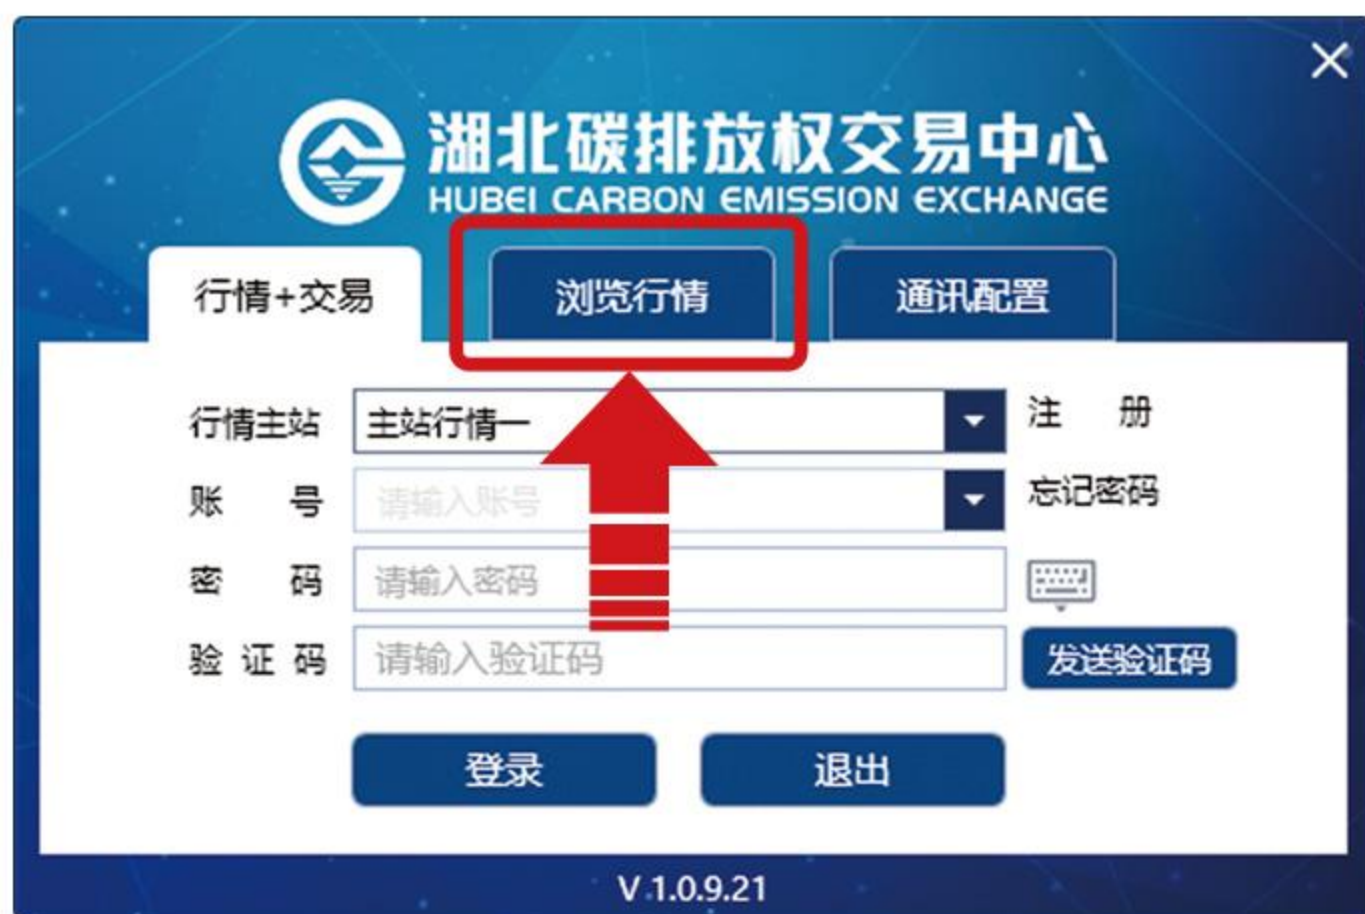 湖北碳排放权交易中心
HUBEI CARBON EMISSION EXCHANGE
行情+交易 浏览行情 通讯配置
行情主站 主站行情一 注 册
账 号 请输入账号 忘记密码
密 码 请输入密码
验 证 码 请输入验证码 发送验证码
登录 退出
V 1.0.9.21